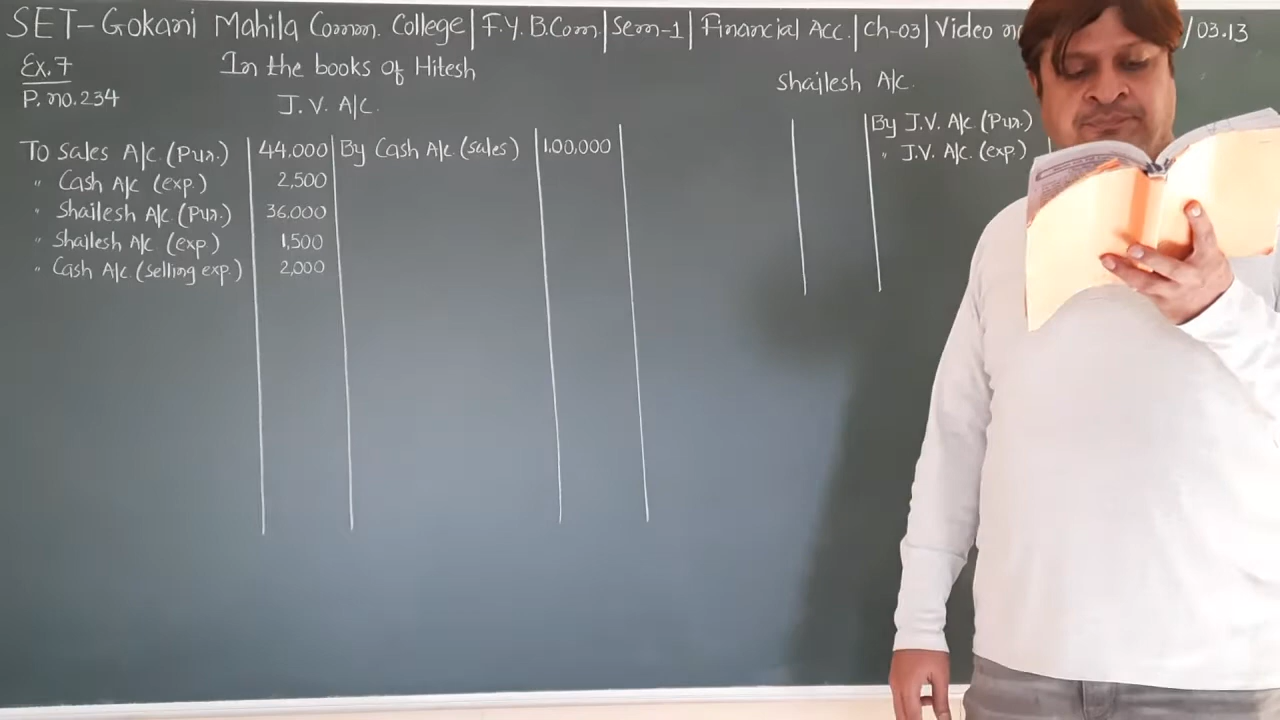 SET-Gokani Mahila Comm. College|F.Y. B.Com.|Sem-1|Financial Acc.|Ch-03|Video /03.13
Ex. 7
P. no. 234
In the books of Hitesh
J. V. A/c.
To Sales A/c. (Pur.) 44,000 By Cash A/c (sales) 1,00,000
" Cash A/c (exp.) 2,500
" Shailesh A/c. (Pur.) 36,000
" Shailesh A/c (exp.) 1,500
" Cash A/c. (selling exp.) 2,000
Shailesh A/c.
By J.V. A/c. (Pur.)
" J.V. A/c. (exp.)